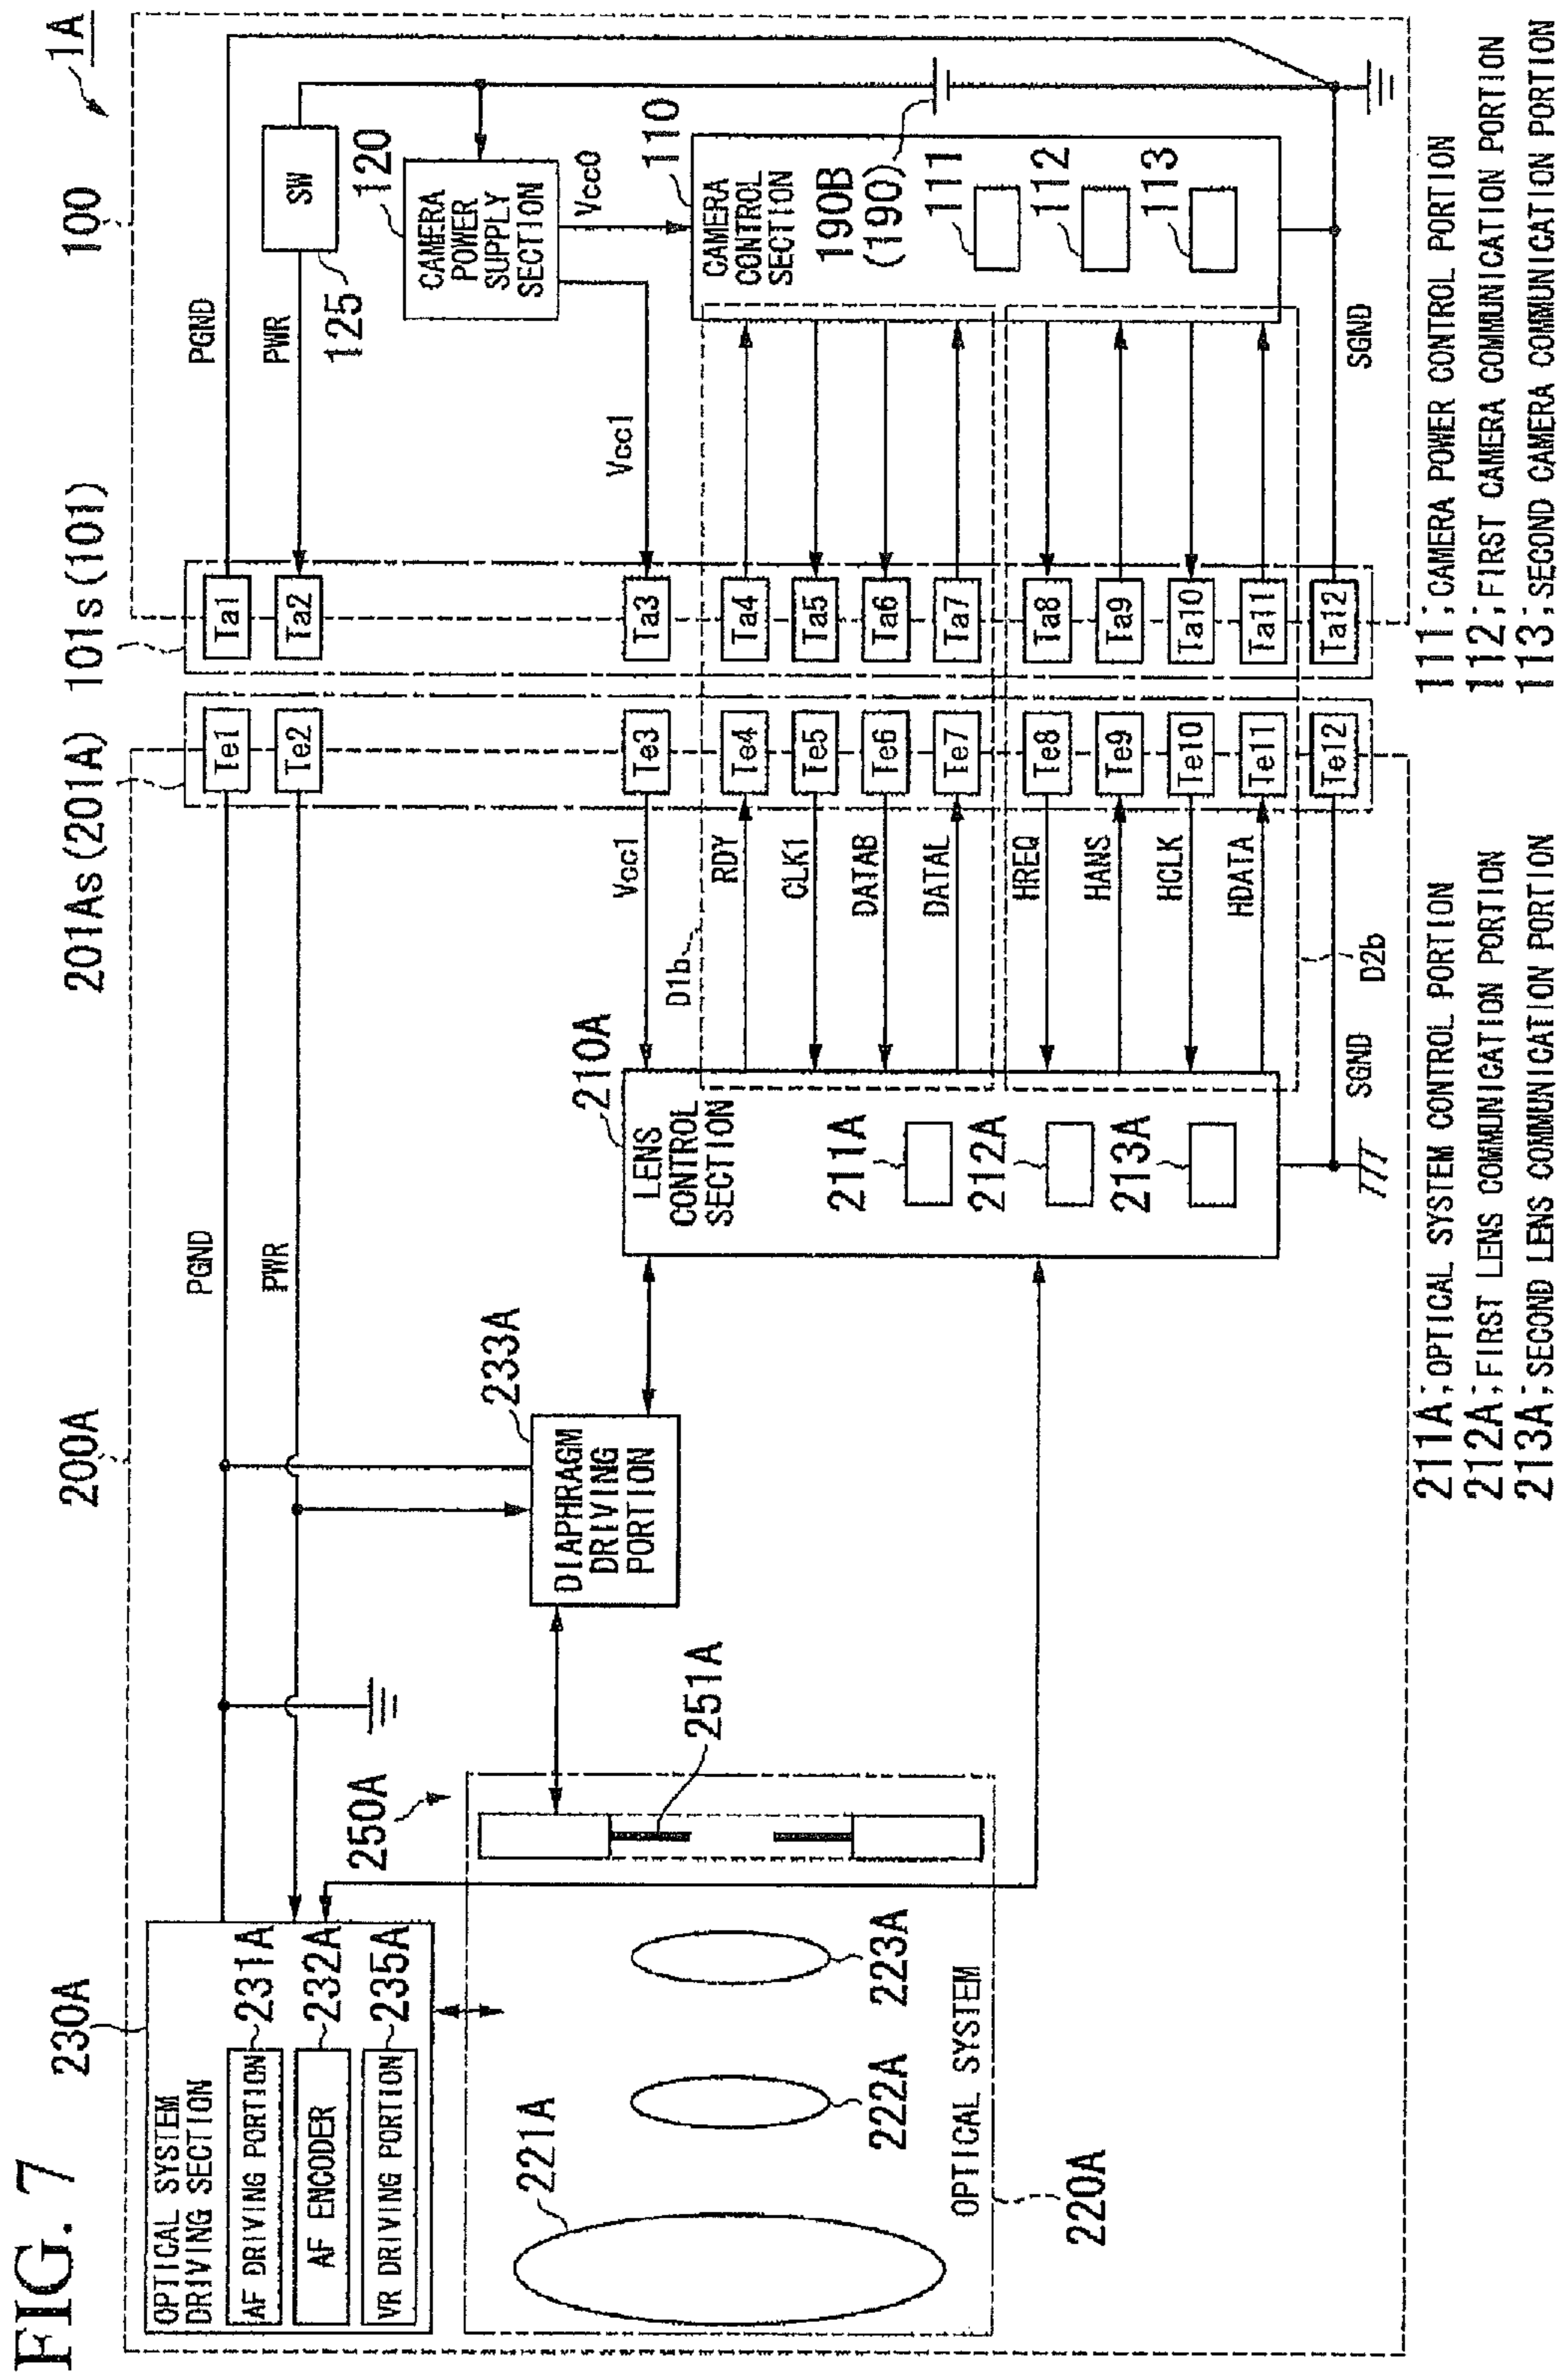 FIG. 7
1A
200A
100
230A
201As(201A)
101s(101)
OPTICAL SYSTEM
DRIVING SECTION
AF DRIVING PORTION
231A
AF ENCODER
232A
VR DRIVING PORTION
235A
PGND
PWR
PGND
PWR
Te1
Te2
Te3
Te4
Te5
Te6
Te7
Te8
Te9
Te10
Te11
Te12
Ta1
Ta2
Ta3
Ta4
Ta5
Ta6
Ta7
Ta8
Ta9
Ta10
Ta11
Ta12
SW
125
120
CAMERA
POWER
SUPPLY
SECTION
Vcc0
Vcc1
110
CAMERA
CONTROL
SECTION
190B
(190)
111
112
113
SGND
250A
251A
233A
DIAPHRAGM
DRIVING
PORTION
210A
LENS
CONTROL
SECTION
211A
212A
213A
Vcc1
D1b
RDY
CLK1
DATAB
DATAL
HREQ
HANS
HCLK
HDATA
D2b
SGND
221A
222A
223A
OPTICAL SYSTEM
220A
211A;OPTICAL SYSTEM CONTROL PORTION
212A;FIRST LENS COMMUNICATION PORTION
213A;SECOND LENS COMMUNICATION PORTION
111;CAMERA POWER CONTROL PORTION
112;FIRST CAMERA COMMUNICATION PORTION
113;SECOND CAMERA COMMUNICATION PORTION